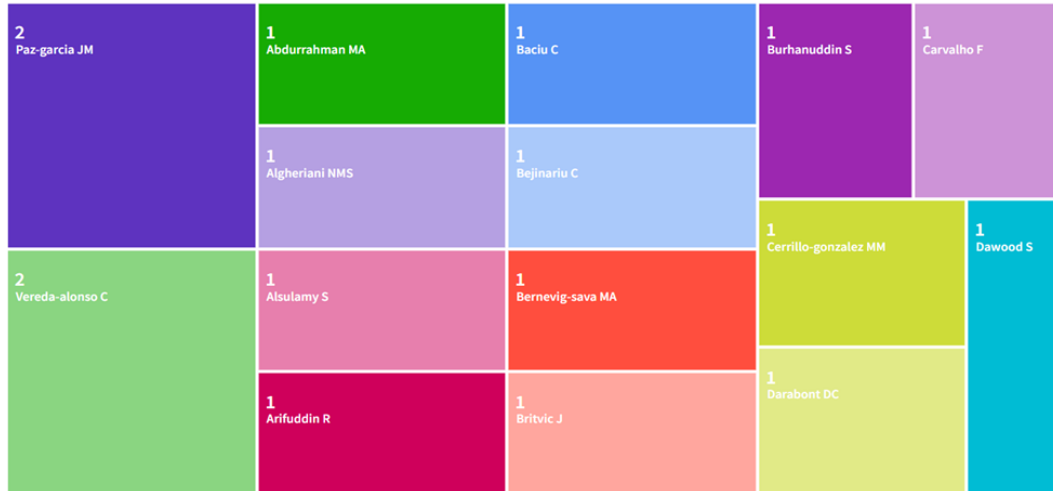 2
Paz-garcia JM
2
Vereda-alonso C
1
Abdurrahman MA
1
Algheriani NMS
1
Alsulamy S
1
Arifuddin R
1
Baciu C
1
Bejinariu C
1
Bernevig-sava MA
1
Britvic J
1
Burhanuddin S
1
Carvalho F
1
Cerrillo-gonzalez MM
1
Darabont DC
1
Dawood S